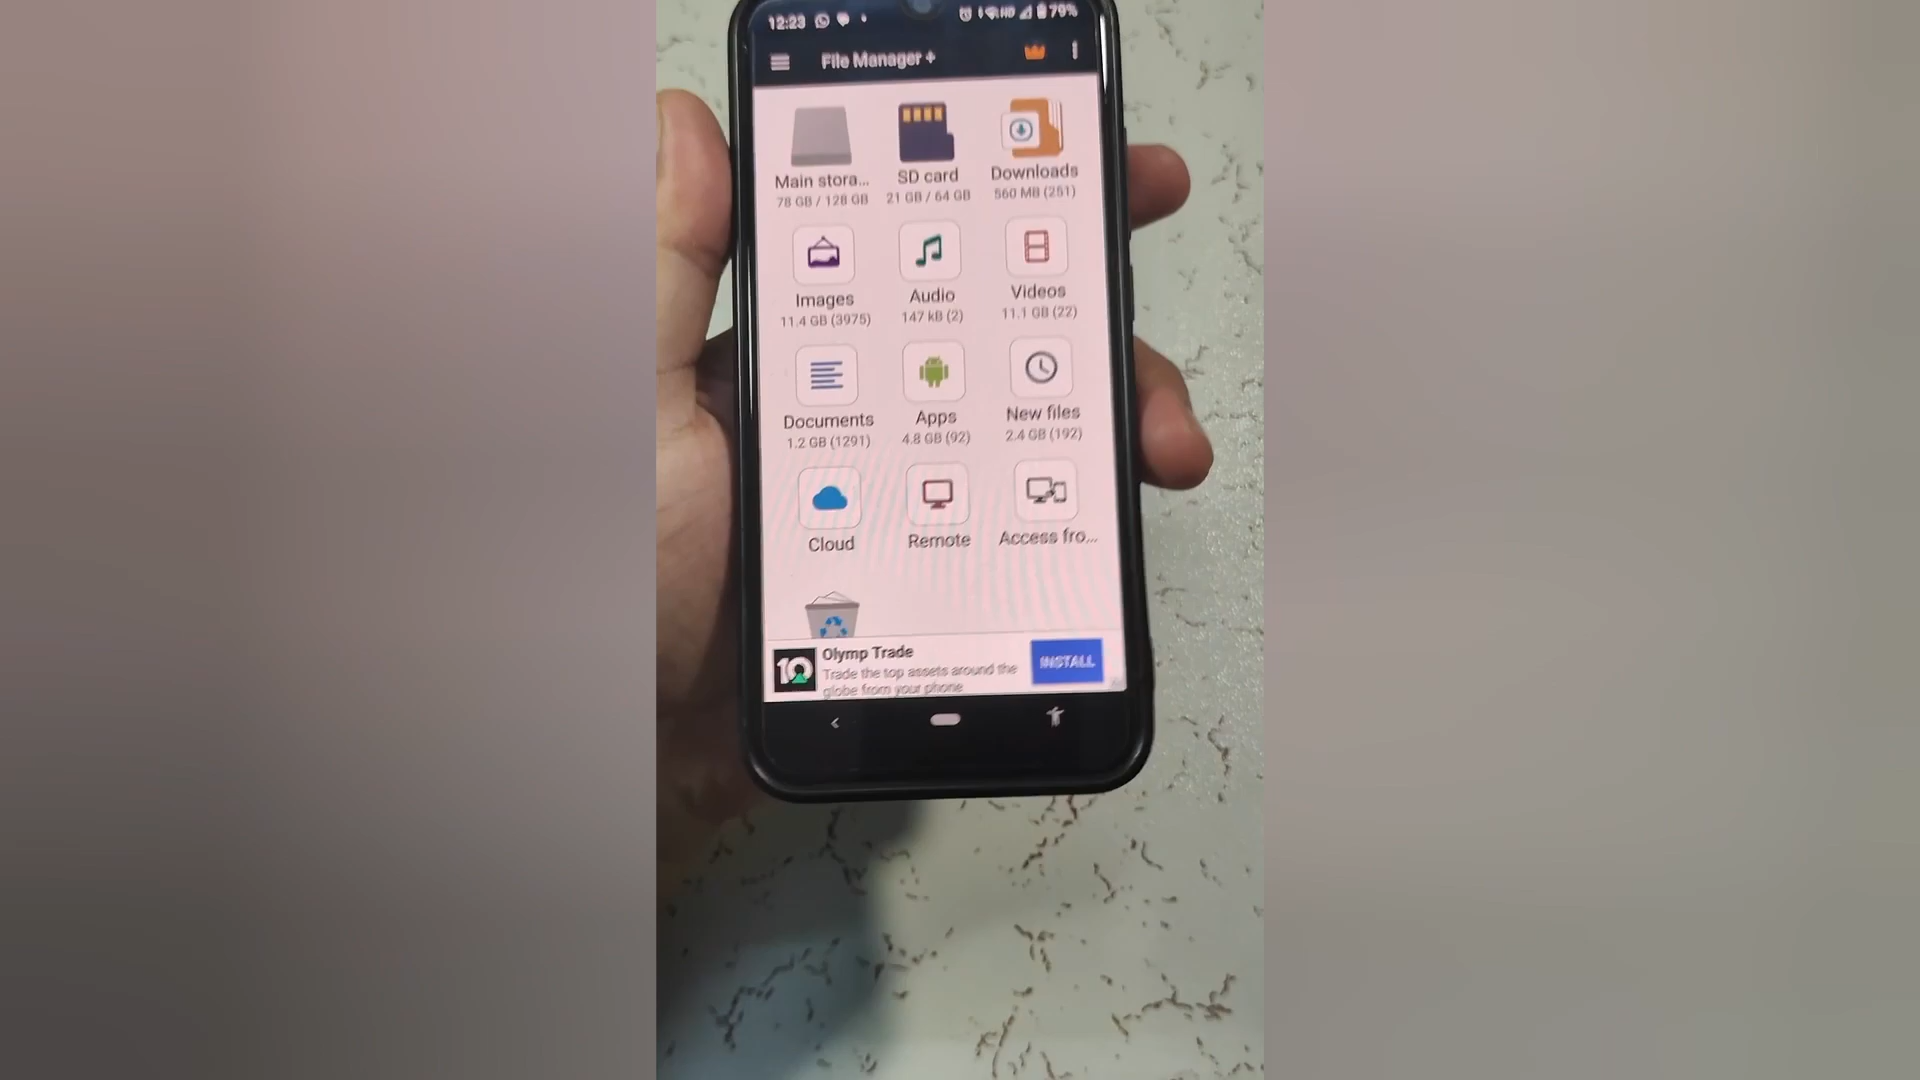 12:23 HD 79%
File Manager +
Main stora... SD card Downloads
78 GB / 128 GB 21 GB / 64 GB 560 MB (251)
Images Audio Videos
11.4 GB (3975) 147 kB (2) 11.1 GB (22)
Documents Apps New files
1.2 GB (1291) 4.8 GB (92) 2.4 GB (192)
Cloud Remote Access fro...
10 Olymp Trade
Trade the top assets around the
globe from your phone
INSTALL